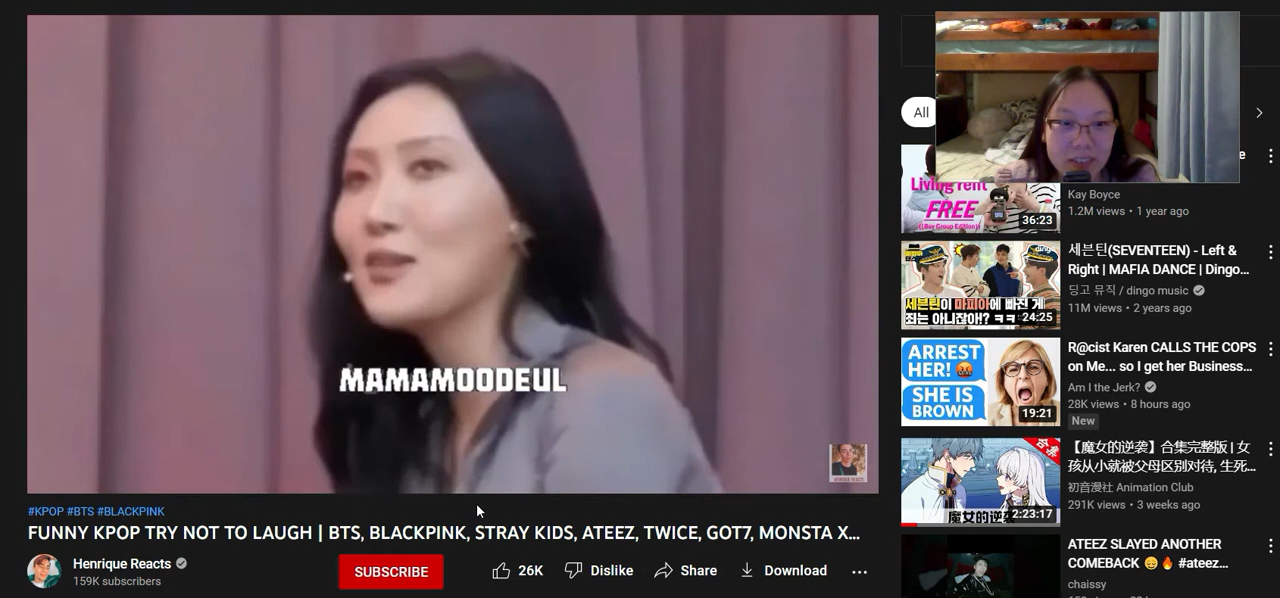 MAMAMOODEUL
#KPOP #BTS #BLACKPINK
FUNNY KPOP TRY NOT TO LAUGH | BTS, BLACKPINK, STRAY KIDS, ATEEZ, TWICE, GOT7, MONSTA X...
Henrique Reacts
159K subscribers
SUBSCRIBE
26K
Dislike
Share
Download
All
Living rent
FREE
(Boy Group Edition)
36:23
e
Kay Boyce
1.2M views • 1 year ago
세븐틴이 마피아에 빠진 게
죄는 아니잖아? ㅋㅋ
24:25
세븐틴(SEVENTEEN) - Left &
Right | MAFIA DANCE | Dingo...
딩고 뮤직 / dingo music
11M views • 2 years ago
ARREST
HER!
SHE IS
BROWN
19:21
R@cist Karen CALLS THE COPS
on Me... so I get her Business...
Am I the Jerk?
28K views • 8 hours ago
New
合集
魔女的逆袭
2:23:17
【魔女的逆袭】合集完整版 | 女
孩从小就被父母区别对待, 生死...
初音漫社 Animation Club
291K views • 3 weeks ago
ATEEZ SLAYED ANOTHER
COMEBACK 😄🔥 #ateez...
chaissy